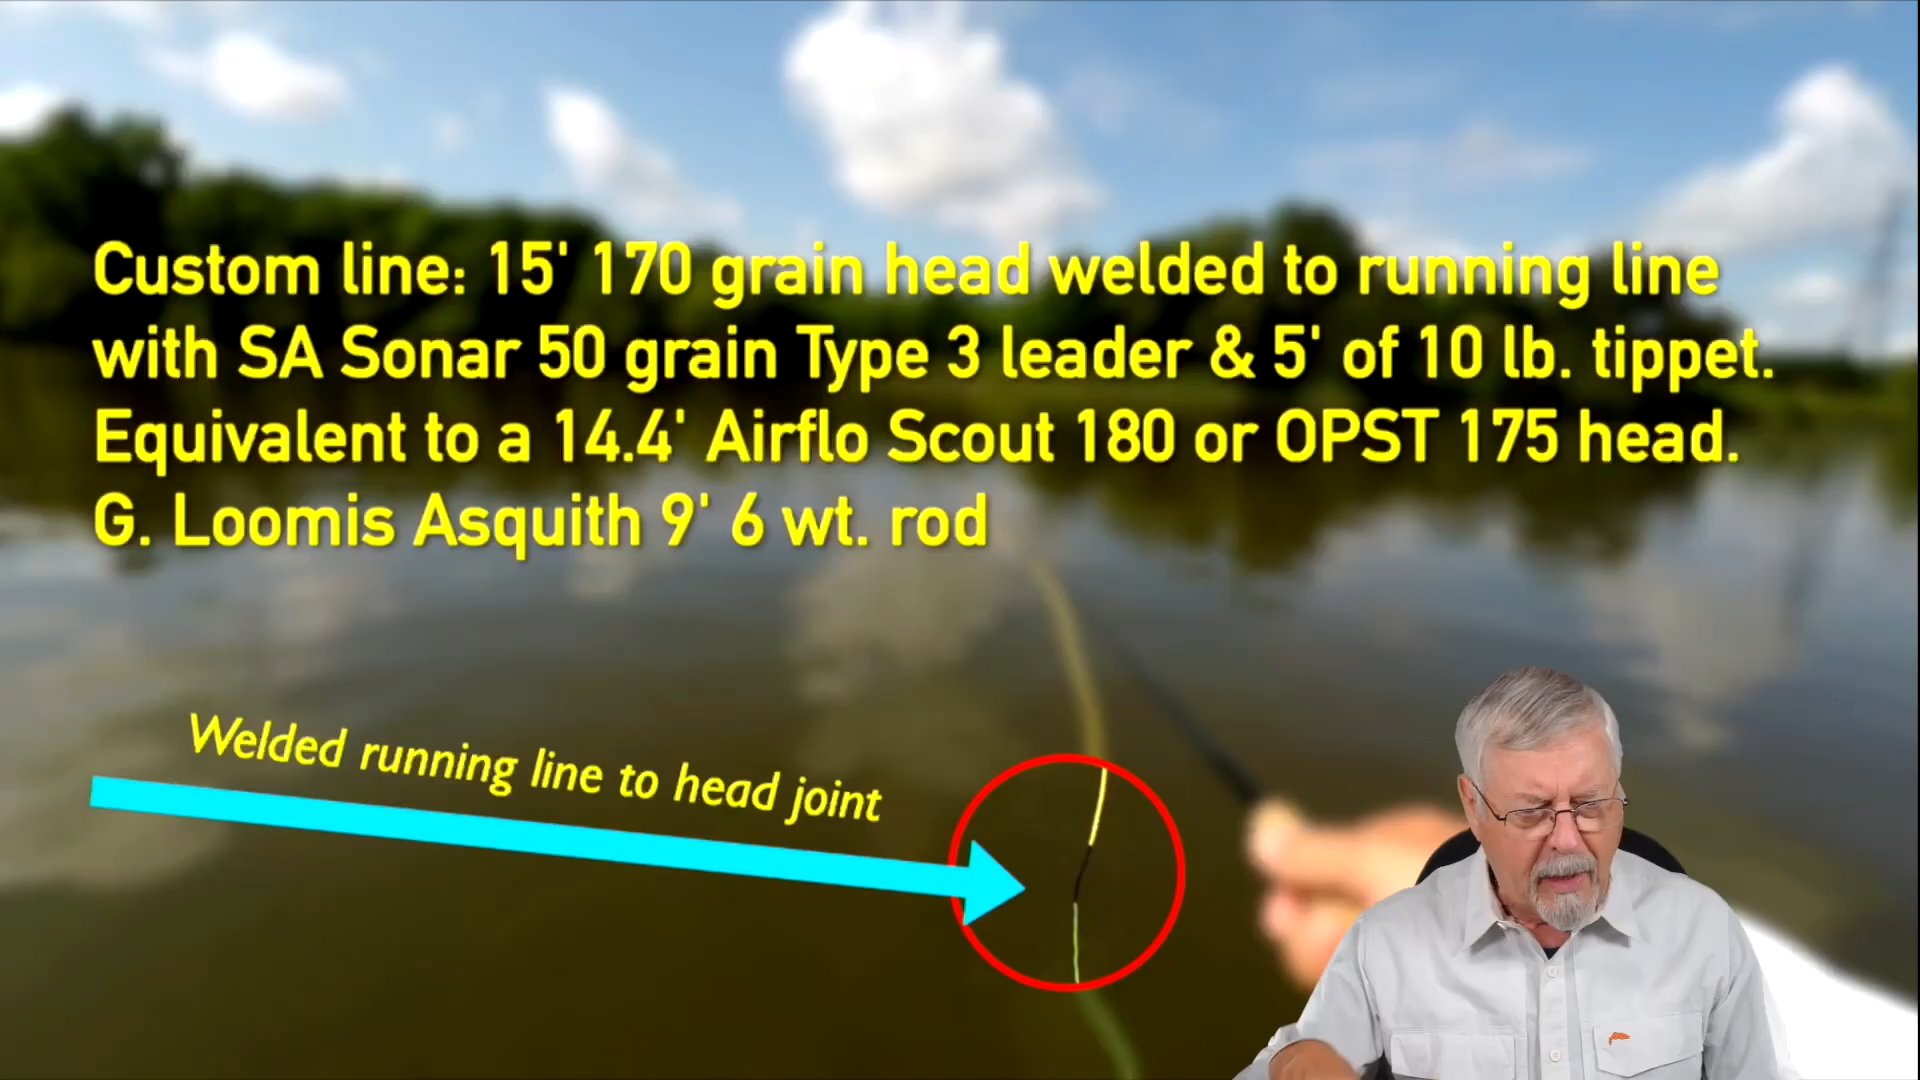 Custom line: 15' 170 grain head welded to running line
with SA Sonar 50 grain Type 3 leader & 5' of 10 lb. tippet.
Equivalent to a 14.4' Airflo Scout 180 or OPST 175 head.
G. Loomis Asquith 9' 6 wt. rod
Welded running line to head joint